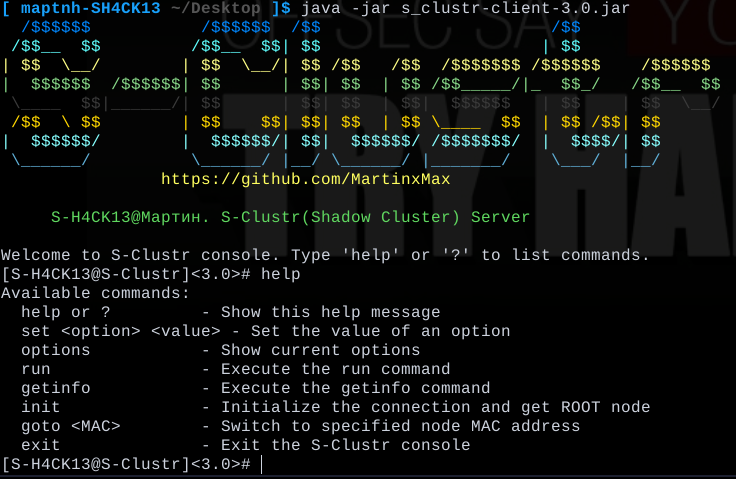 [ maptnh-SH4CK13 ~/Desktop ]$ java -jar s_clustr-client-3.0.jar
S-Clustr
https://github.com/MartinxMax
S-H4CK13@Мартин. S-Clustr(Shadow Cluster) Server
Welcome to S-Clustr console. Type 'help' or '?' to list commands.
[S-H4CK13@S-Clustr]<3.0># help
Available commands:
help or ? - Show this help message
set <option> <value> - Set the value of an option
options - Show current options
run - Execute the run command
getinfo - Execute the getinfo command
init - Initialize the connection and get ROOT node
goto <MAC> - Switch to specified node MAC address
exit - Exit the S-Clustr console
[S-H4CK13@S-Clustr]<3.0>#